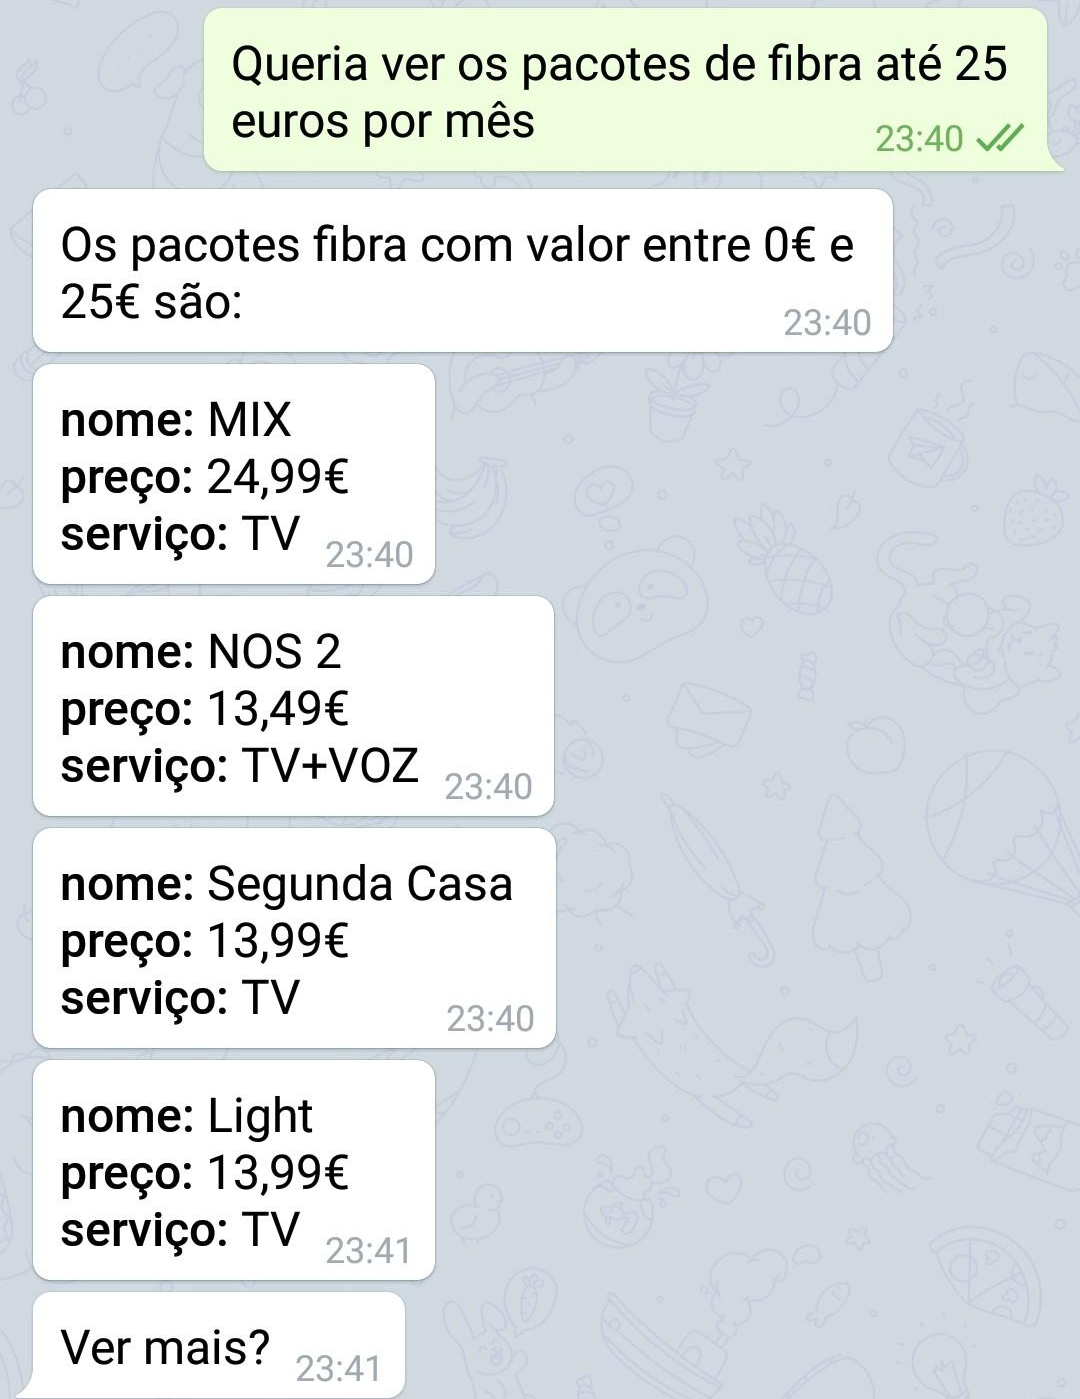 Queria ver os pacotes de fibra até 25
euros por mês
23:40
Os pacotes fibra com valor entre 0€ e
25€ são:
23:40
nome: MIX
preço: 24,99€
serviço: TV
23:40
nome: NOS 2
preço: 13,49€
serviço: TV+VOZ
23:40
nome: Segunda Casa
preço: 13,99€
serviço: TV
23:40
nome: Light
preço: 13,99€
serviço: TV
23:41
Ver mais?
23:41